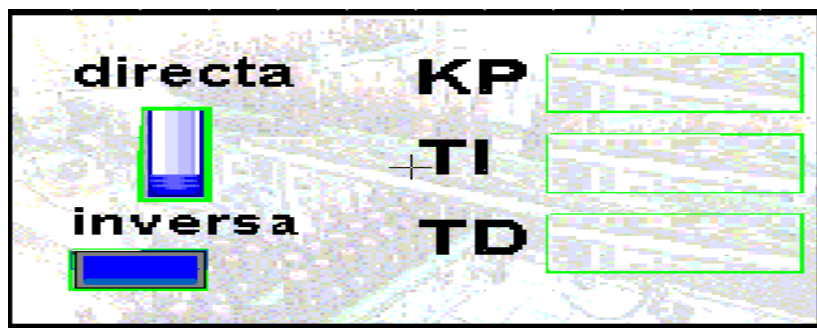 directa
inversa
KP
TI
TD